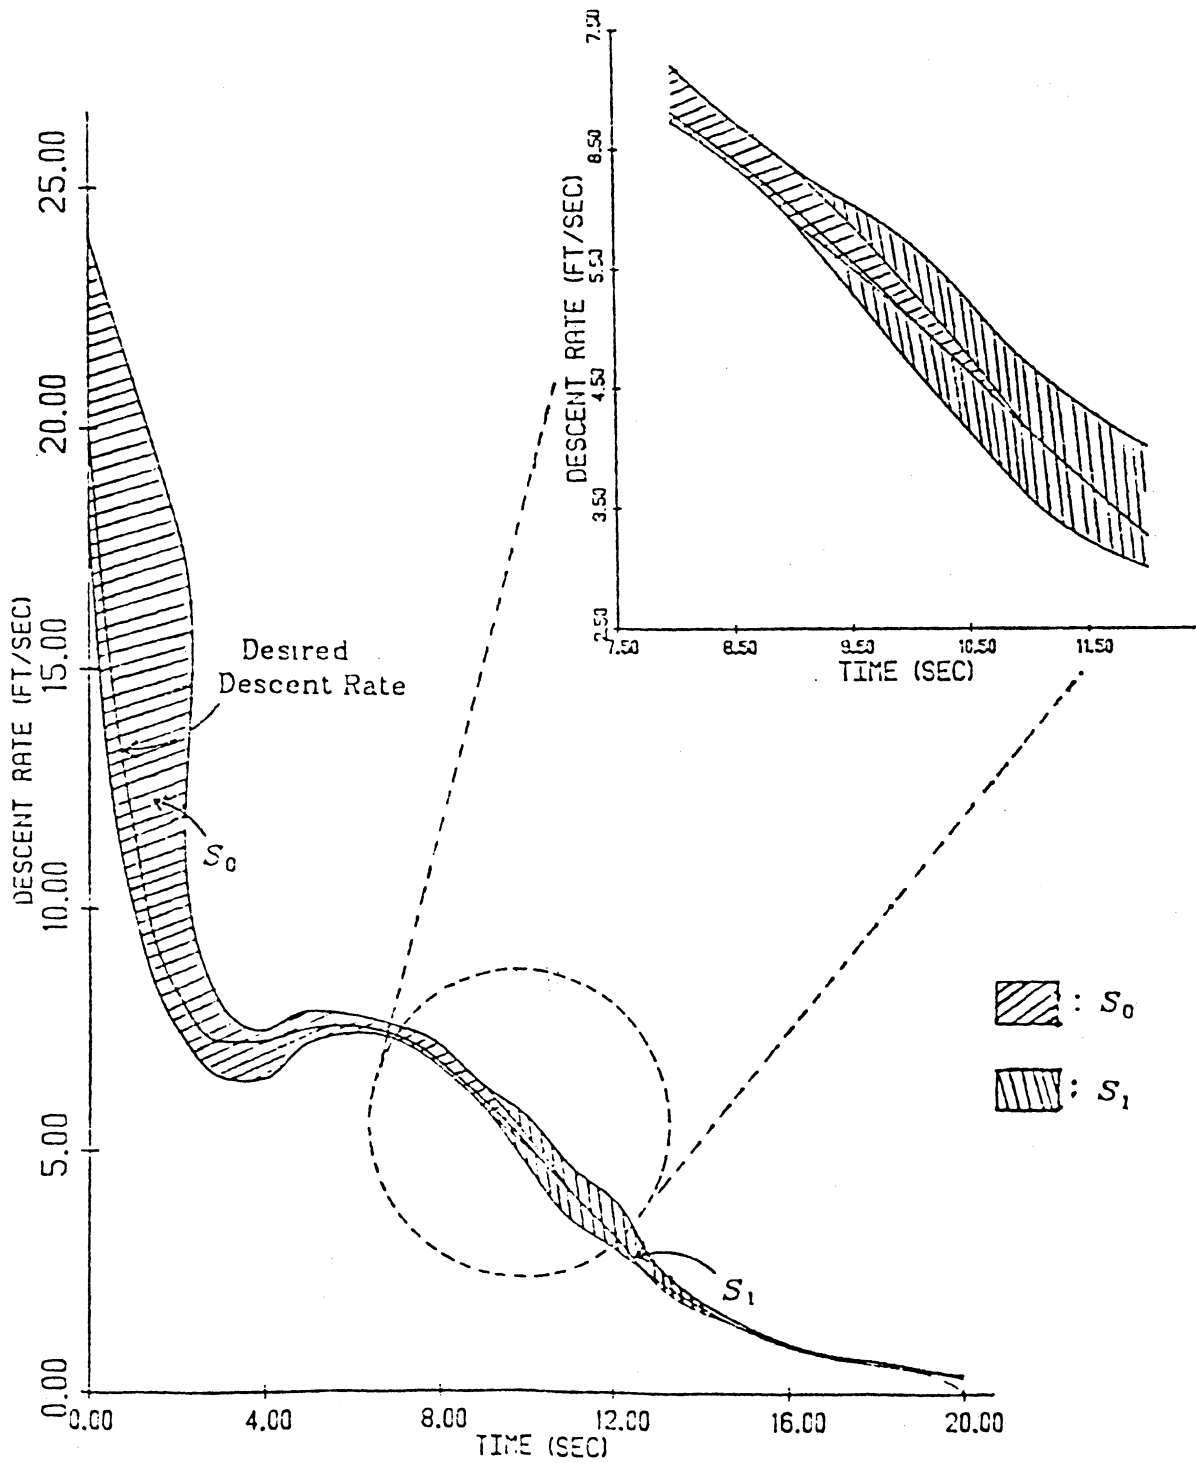 7.50
8.50
5.50
4.50
3.50
2.50
DESCENT RATE (FT/SEC)
7.50 8.50 9.50 10.50 11.50
TIME (SEC)
25.00
20.00
15.00
10.00
5.00
0.00
DESCENT RATE (FT/SEC)
Desired
Descent Rate
S₀
: S₀
: S₁
S₁
0.00 4.00 8.00 12.00 16.00 20.00
TIME (SEC)